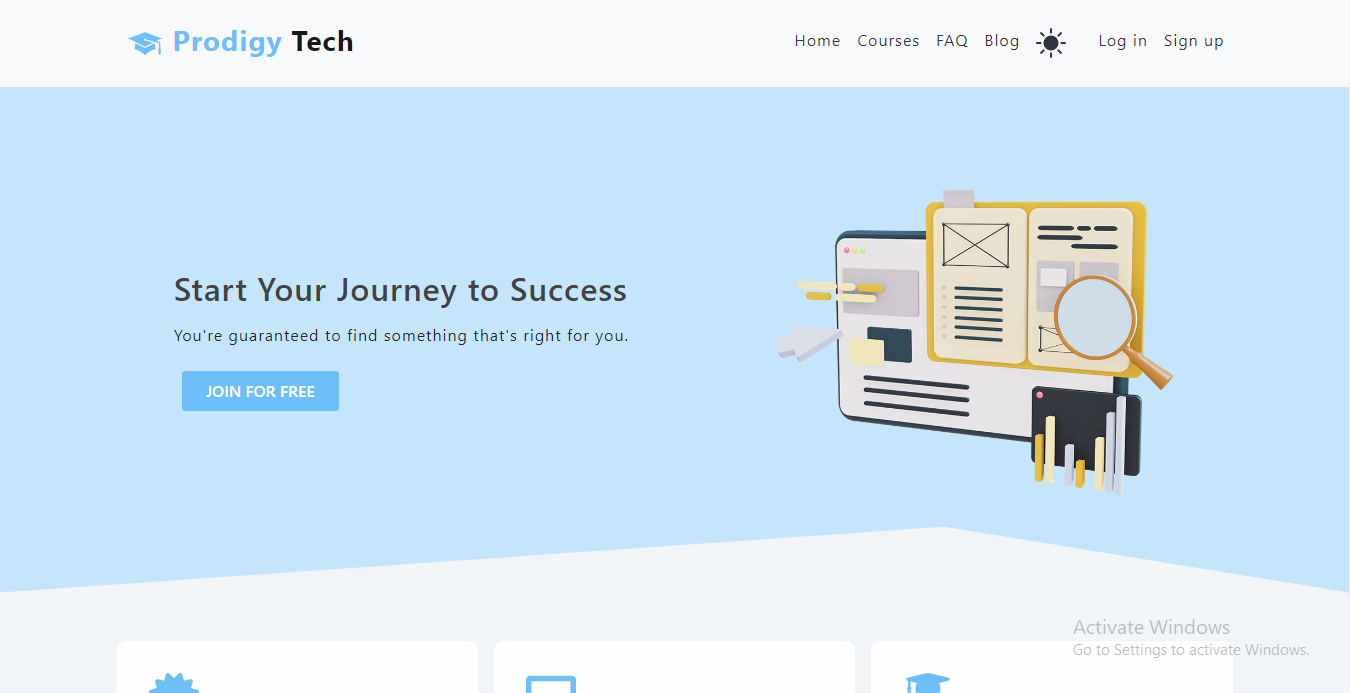 Prodigy Tech
Home Courses FAQ Blog Log in Sign up
Start Your Journey to Success
You're guaranteed to find something that's right for you.
JOIN FOR FREE
Activate Windows
Go to Settings to activate Windows.